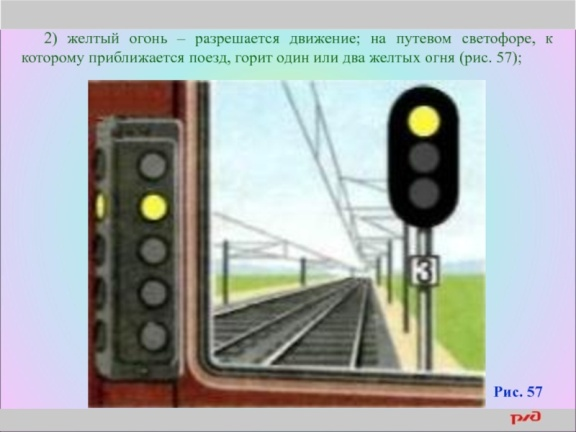 2) желтый огонь – разрешается движение; на путевом светофоре, к
которому приближается поезд, горит один или два желтых огня (рис. 57);
3
Рис. 57
ржд